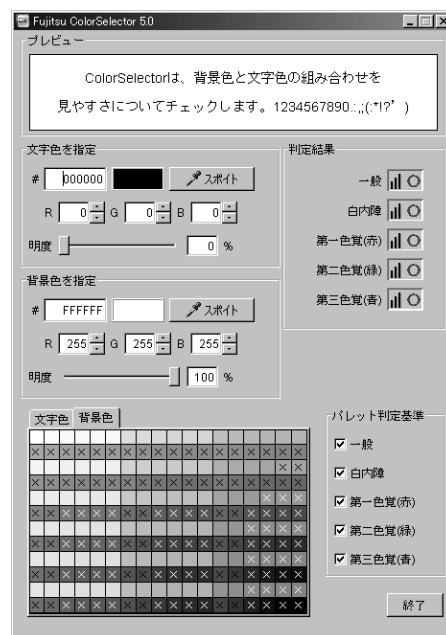 Fujitsu ColorSelector 5.0
プレビュー
ColorSelectorは、背景色と文字色の組み合わせを
見やすさについてチェックします。1234567890.:,;(:*!?’)
文字色を指定
# 000000 スポイト
R 0 G 0 B 0
明度 0 %
背景色を指定
# FFFFFF スポイト
R 255 G 255 B 255
明度 100 %
判定結果
一般
白内障
第一色覚(赤)
第二色覚(緑)
第三色覚(青)
文字色 背景色
パレット判定基準
一般
白内障
第一色覚(赤)
第二色覚(緑)
第三色覚(青)
終了